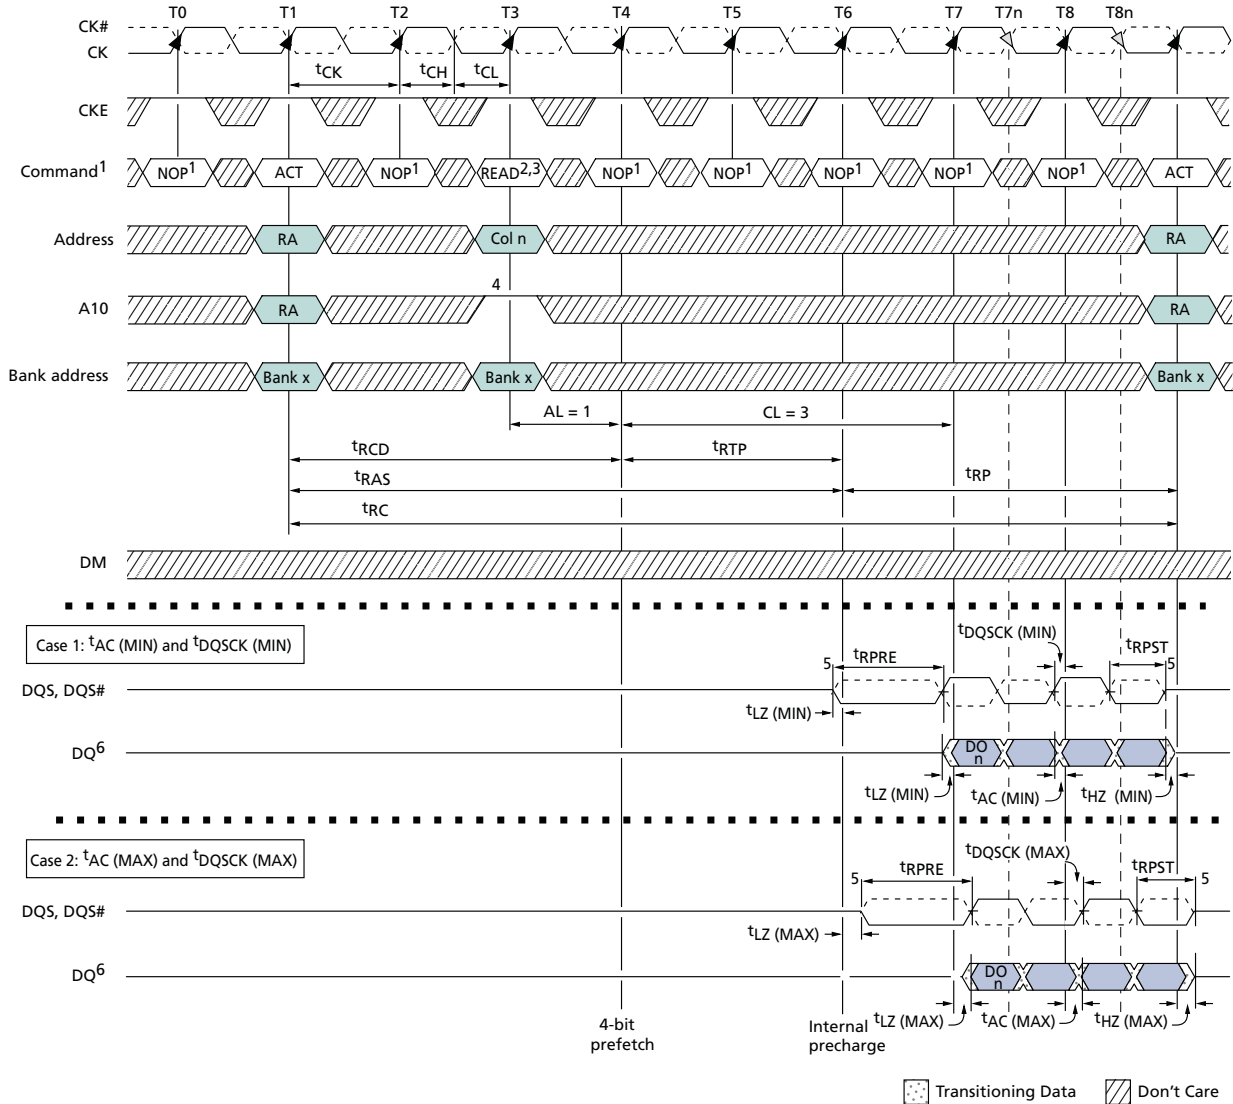 T0 T1 T2 T3 T4 T5 T6 T7 T7n T8 T8n
CK#
CK
tCK tCH tCL
CKE
Command1 NOP1 ACT NOP1 READ2,3 NOP1 NOP1 NOP1 NOP1 NOP1 ACT
Address RA Col n RA
4
A10 RA RA
Bank address Bank x Bank x Bank x
AL = 1 CL = 3
tRCD tRTP
tRAS tRP
tRC
DM
Case 1: tAC (MIN) and tDQSCK (MIN)
tDQSCK (MIN)
5 tRPRE tRPST 5
DQS, DQS#
tLZ (MIN)
DQ6 DO n
tLZ (MIN) tAC (MIN) tHZ (MIN)
Case 2: tAC (MAX) and tDQSCK (MAX)
tDQSCK (MAX)
5 tRPRE tRPST 5
DQS, DQS#
tLZ (MAX)
DQ6 DO n
tLZ (MAX) tAC (MAX) tHZ (MAX)
4-bit
prefetch
Internal
precharge
Transitioning Data Don't Care